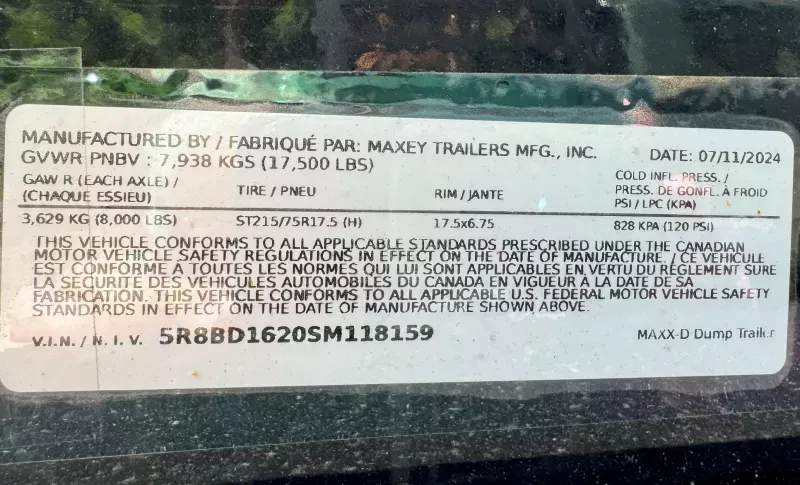 MANUFACTURED BY / FABRIQUÉ PAR: MAXEY TRAILERS MFG., INC. DATE: 07/11/2024
GVWR PNBV : 7,938 KGS (17,500 LBS)
GAW R (EACH AXLE) /
(CHAQUE ESSIEU)
TIRE / PNEU
RIM / JANTE
COLD INFL. PRESS. /
PRESS. DE GONFL. À FROID
PSI / LPC (KPA)
3,629 KG (8,000 LBS) ST215/75R17.5 (H) 17.5x6.75 828 KPA (120 PSI)
THIS VEHICLE CONFORMS TO ALL APPLICABLE STANDARDS PRESCRIBED UNDER THE CANADIAN
MOTOR VEHICLE SAFETY REGULATIONS IN EFFECT ON THE DATE OF MANUFACTURE. / CE VEHICULE
EST CONFORME A TOUTES LES NORMES QUI LUI SONT APPLICABLES EN VERTU DU RÈGLEMENT SURE
LA SECURITE DES VEHICULES AUTOMOBILES DU CANADA EN VIGUEUR À LA DATE DE SA
FABRICATION. THIS VEHICLE CONFORMS TO ALL APPLICABLE U.S. FEDERAL MOTOR VEHICLE SAFETY
STANDARDS IN EFFECT ON THE DATE OF MANUFACTURE SHOWN ABOVE.
V.I.N. / N. I. V. 5R8BD1620SM118159 MAXX-D Dump Trailer